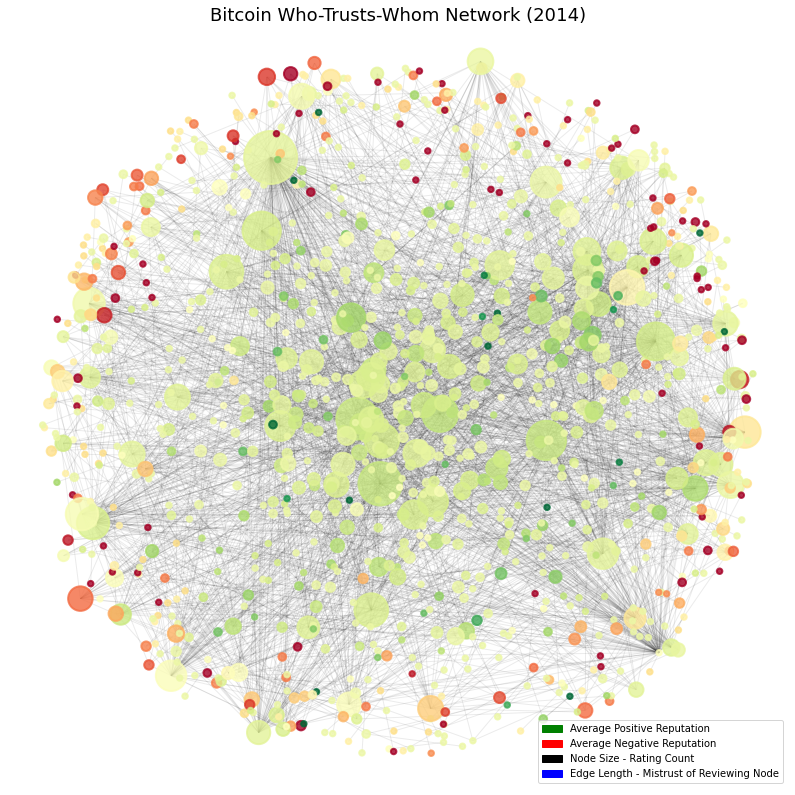 Bitcoin Who-Trusts-Whom Network (2014)
Average Positive Reputation
Average Negative Reputation
Node Size - Rating Count
Edge Length - Mistrust of Reviewing Node